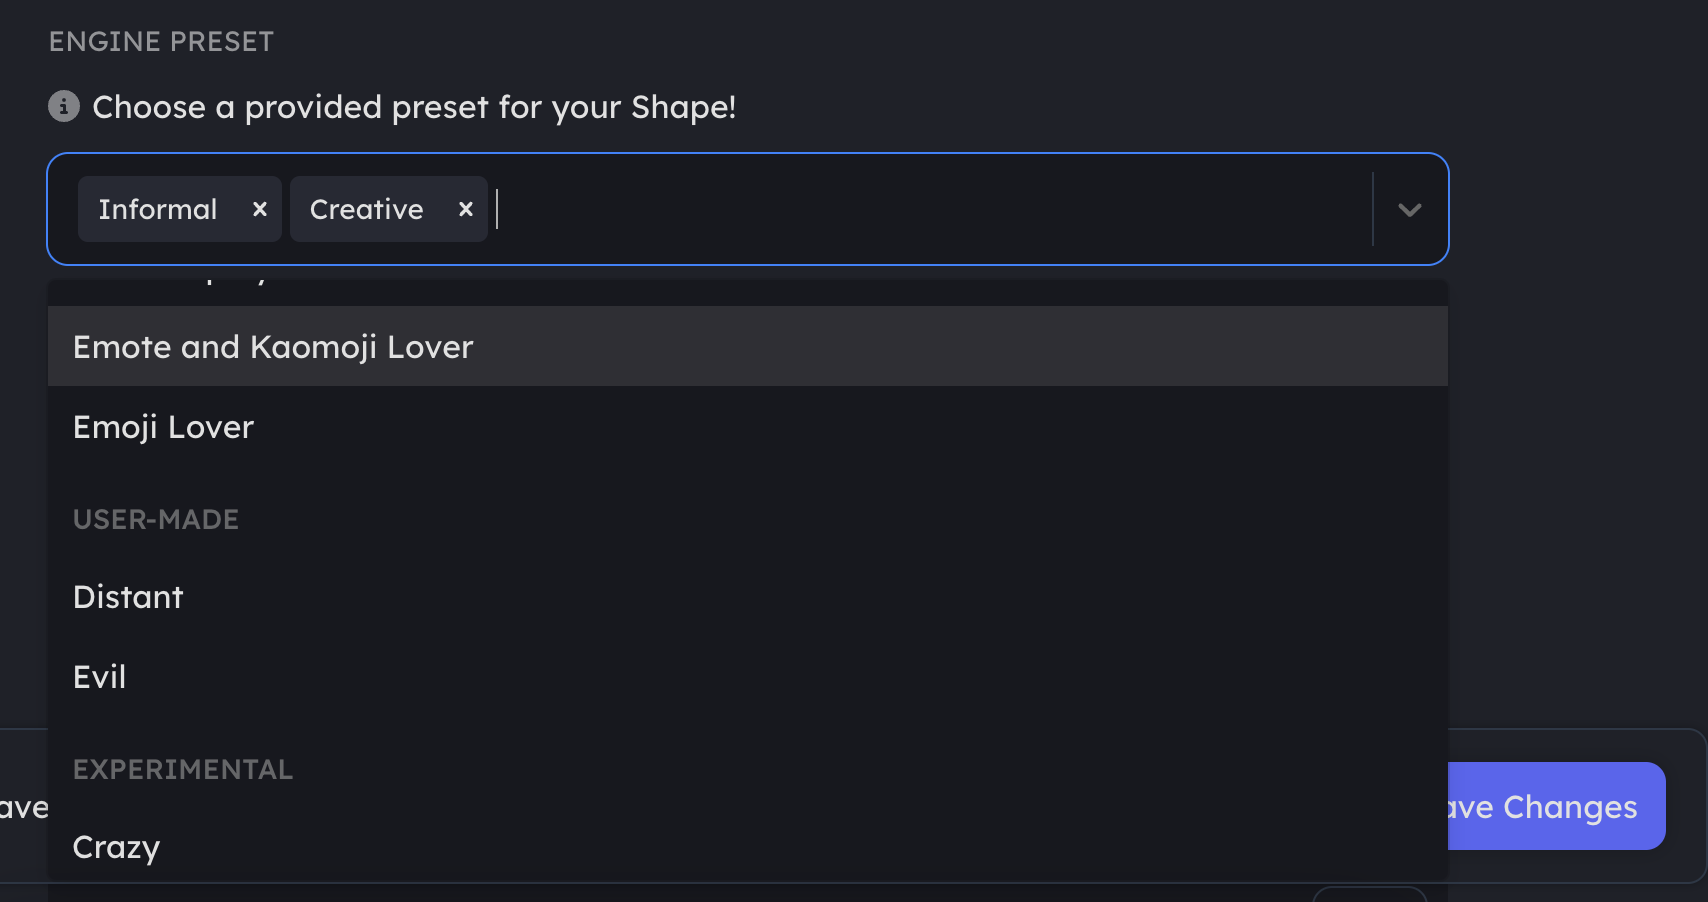 ENGINE PRESET
Choose a provided preset for your Shape!
Informal × Creative ×
Emote and Kaomoji Lover
Emoji Lover
USER-MADE
Distant
Evil
EXPERIMENTAL
ave
ave Changes
Crazy